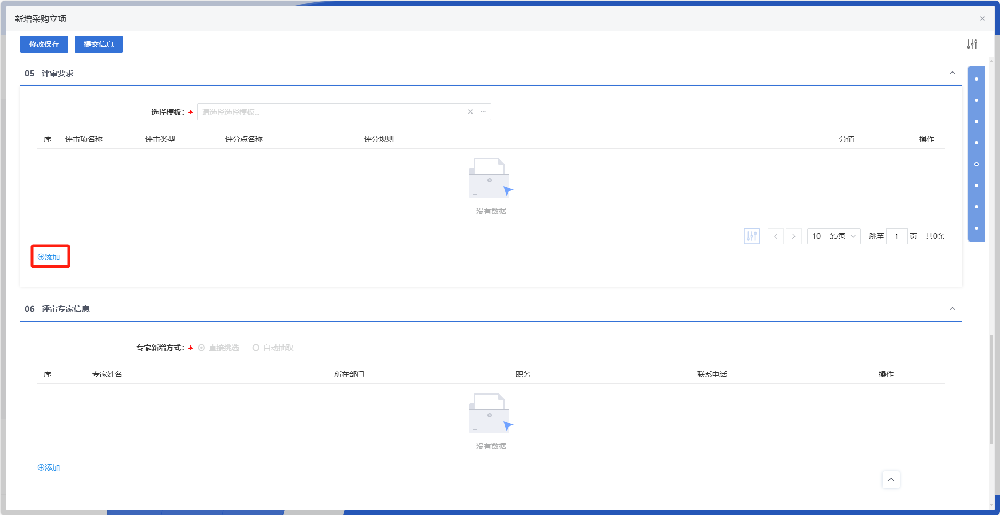 新增采购立项
修改保存 提交信息
05 评审要求
选择模板：* 请选择选择模板...
序 评审项名称 评审类型 评分点名称 评分规则 分值 操作
没有数据
10 条/页 跳至 1 页 共0条
添加
06 评审专家信息
专家新增方式：* 直接挑选 自动抽取
序 专家姓名 所在部门 职务 联系电话 操作
没有数据
添加